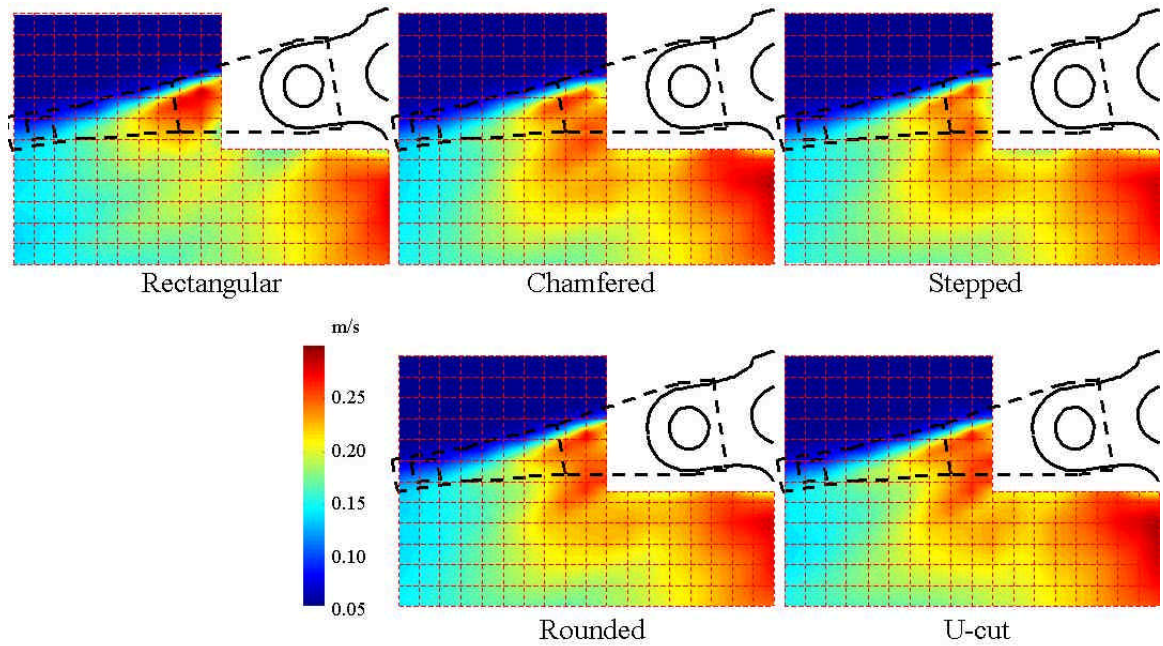 Rectangular
Chamfered
Stepped
m/s
0.25
0.20
0.15
0.10
0.05
Rounded
U-cut